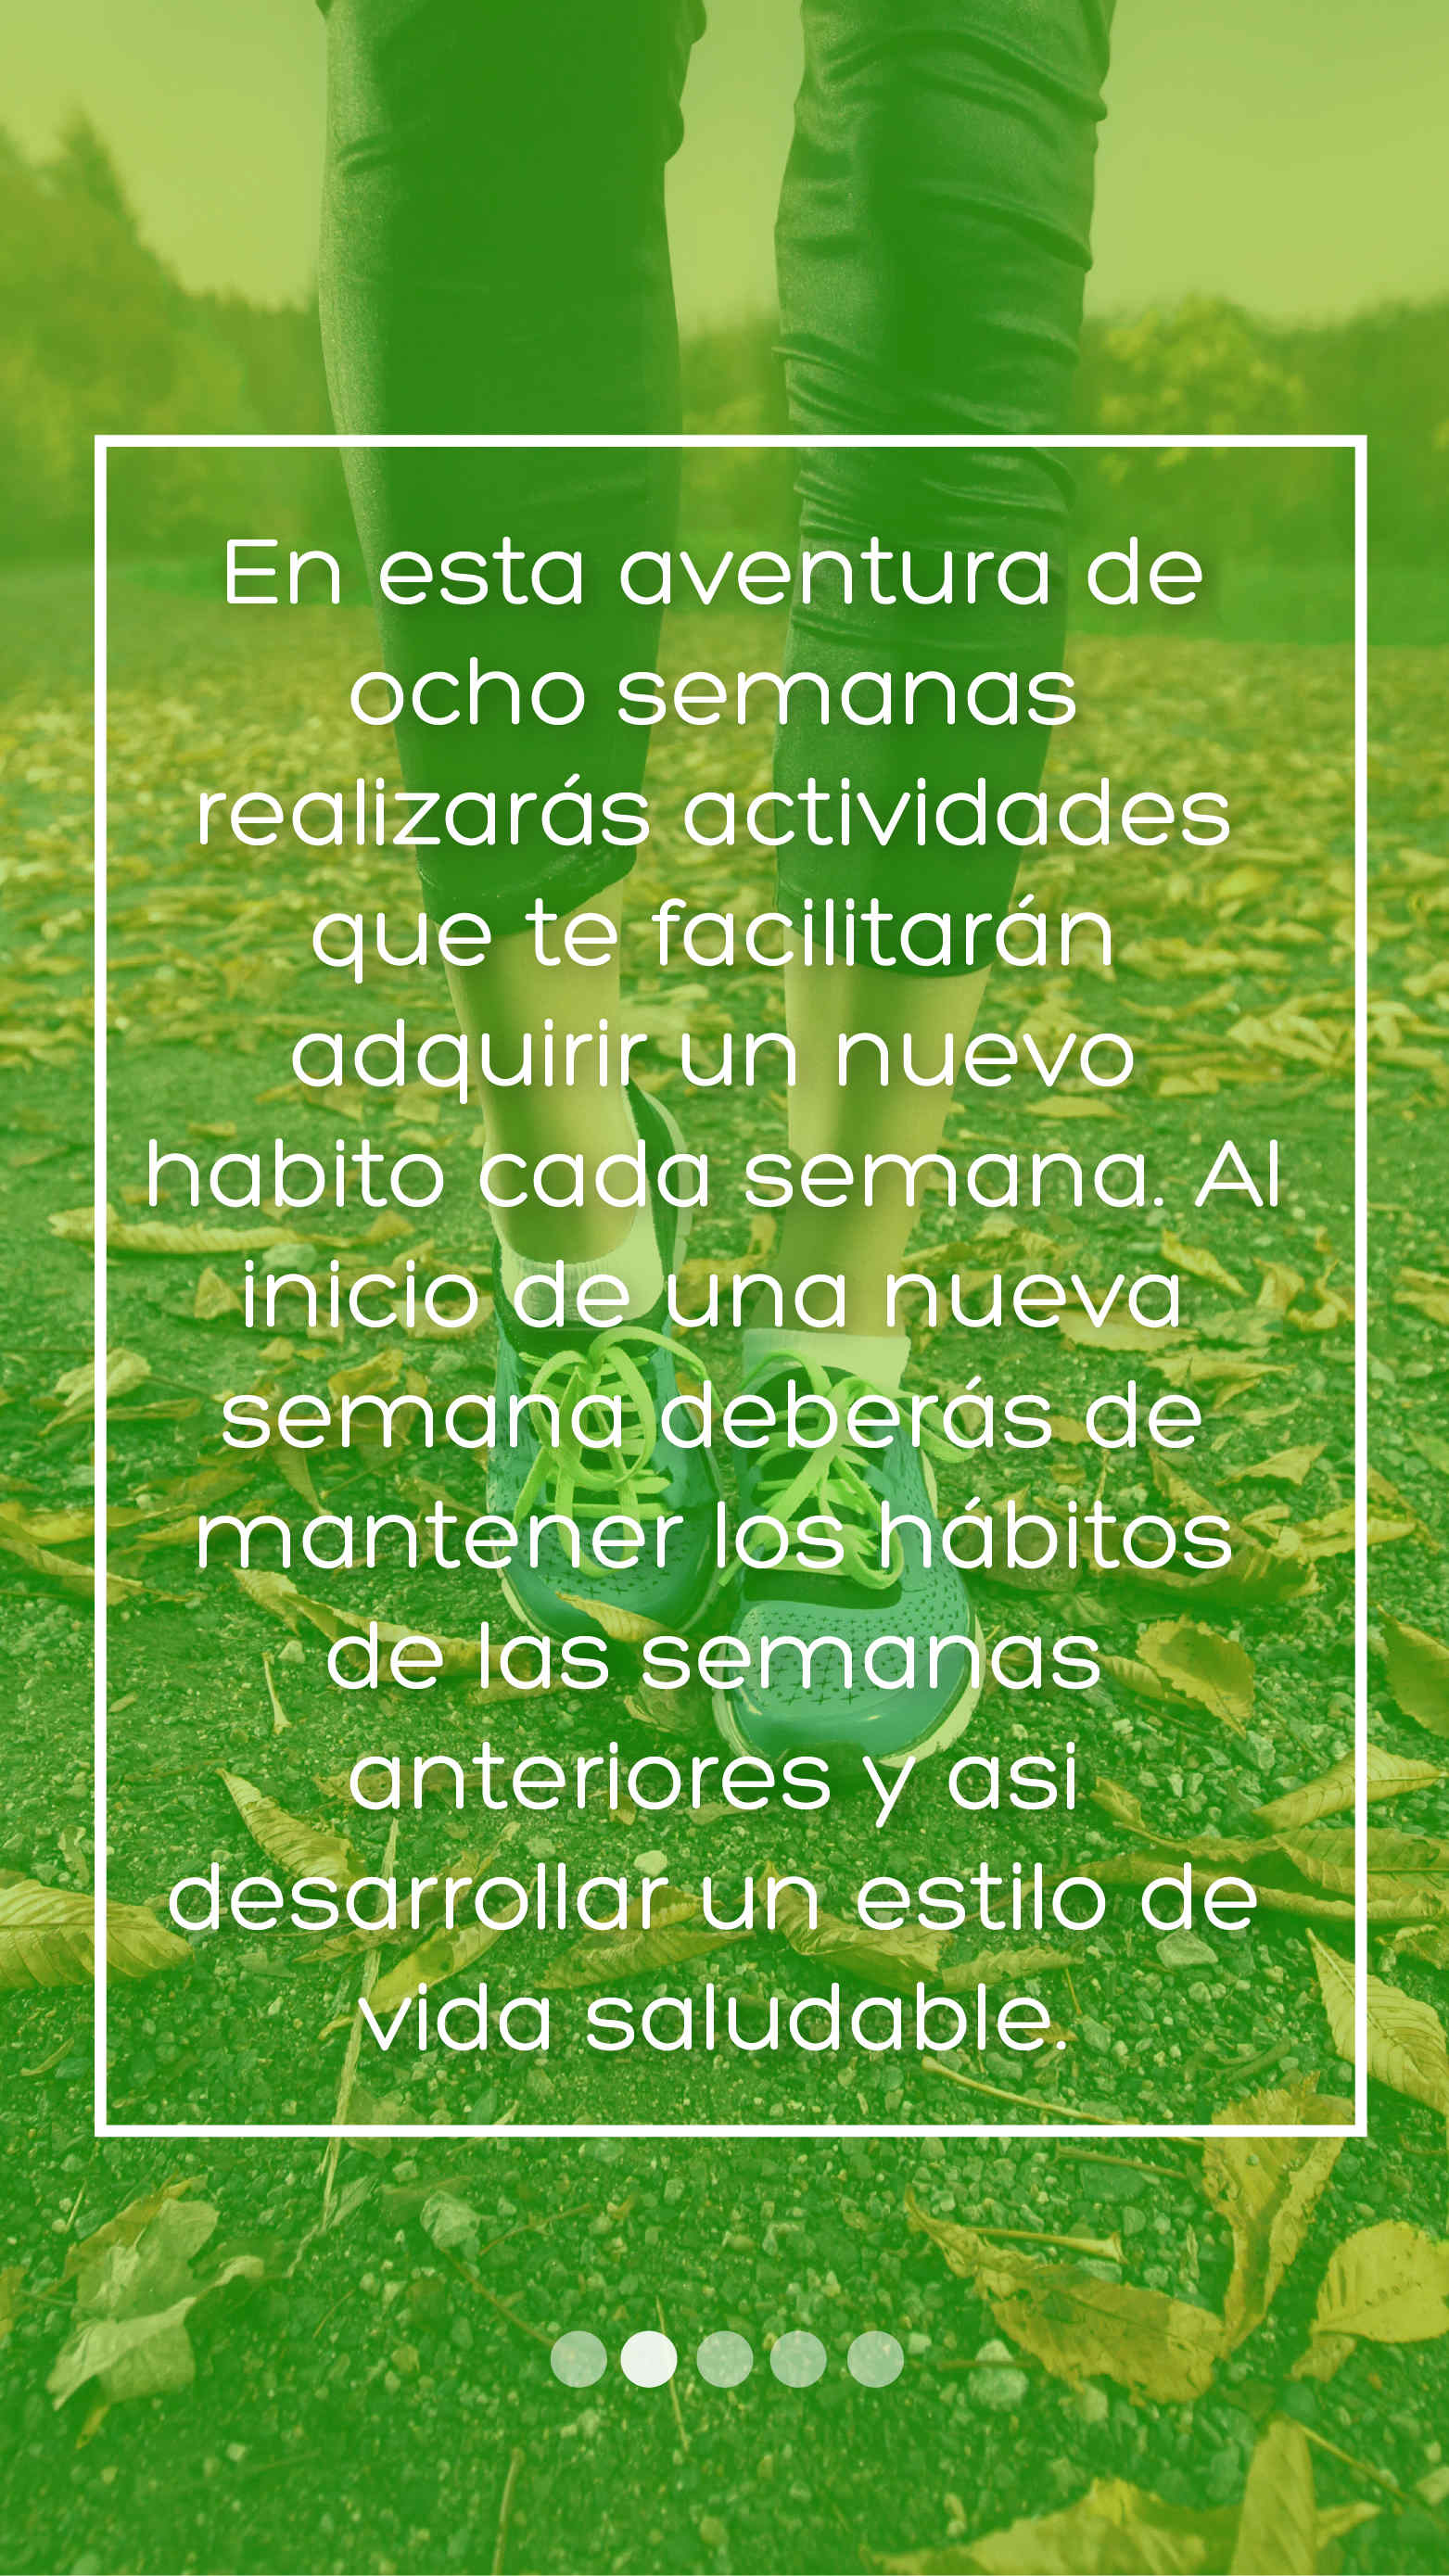 En esta aventura de
ocho semanas
realizarás actividades
que te facilitarán
adquirir un nuevo
habito cada semana. Al
inicio de una nueva
semana deberás de
mantener los hábitos
de las semanas
anteriores y asi
desarrollar un estilo de
vida saludable.